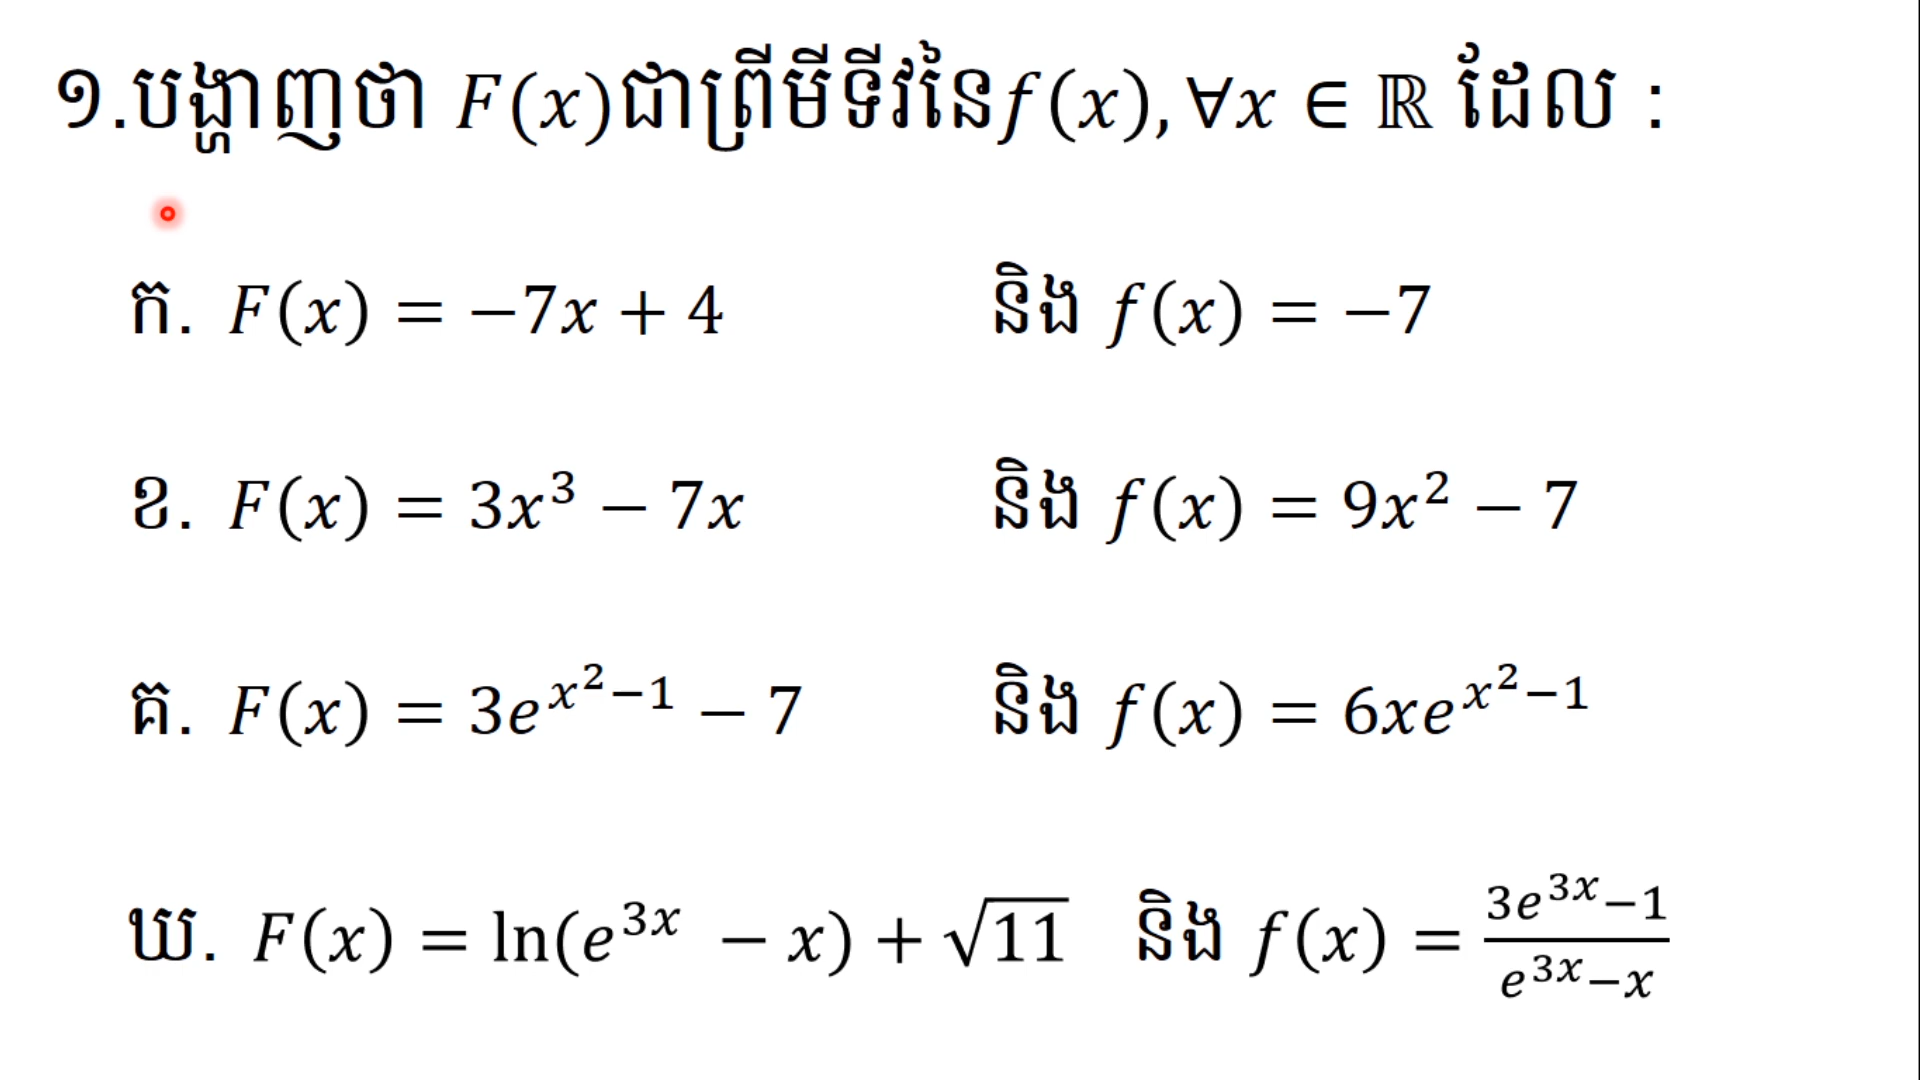 ១.បង្ហាញថា F(x)ជាព្រីមីទីវនៃf(x), ∀x ∈ ℝ ដែល :
ក. F(x) = −7x + 4 និង f(x) = −7
ខ. F(x) = 3x³ − 7x និង f(x) = 9x² − 7
គ. F(x) = 3e^{x²−1} − 7 និង f(x) = 6xe^{x²−1}
ឃ. F(x) = ln(e^{3x} − x) + √11 និង f(x) = \frac{3e^{3x}−1}{e^{3x}−x}